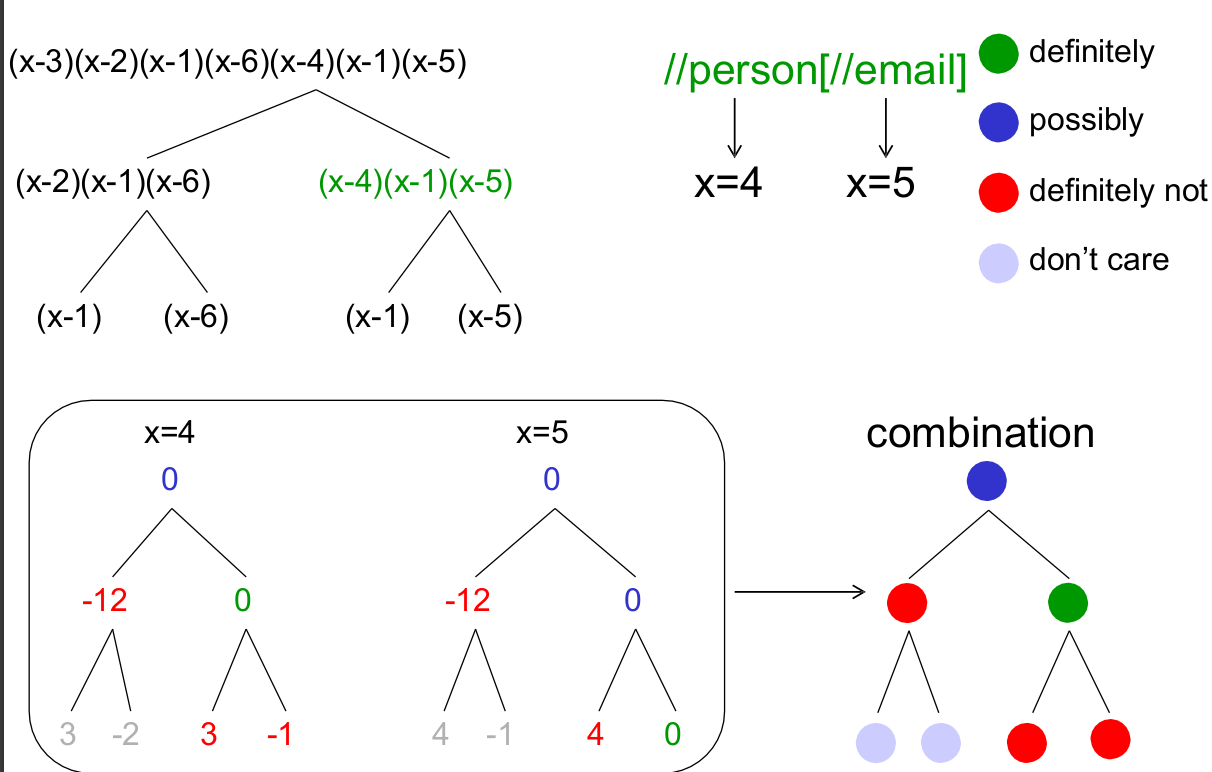 (x-3)(x-2)(x-1)(x-6)(x-4)(x-1)(x-5)
(x-2)(x-1)(x-6) (x-4)(x-1)(x-5)
(x-1) (x-6) (x-1) (x-5)
//person[//email]
x=4 x=5
definitely
possibly
definitely not
don't care
x=4 x=5
0 0
-12 0 -12 0
3 -2 3 -1 4 -1 4 0
combination